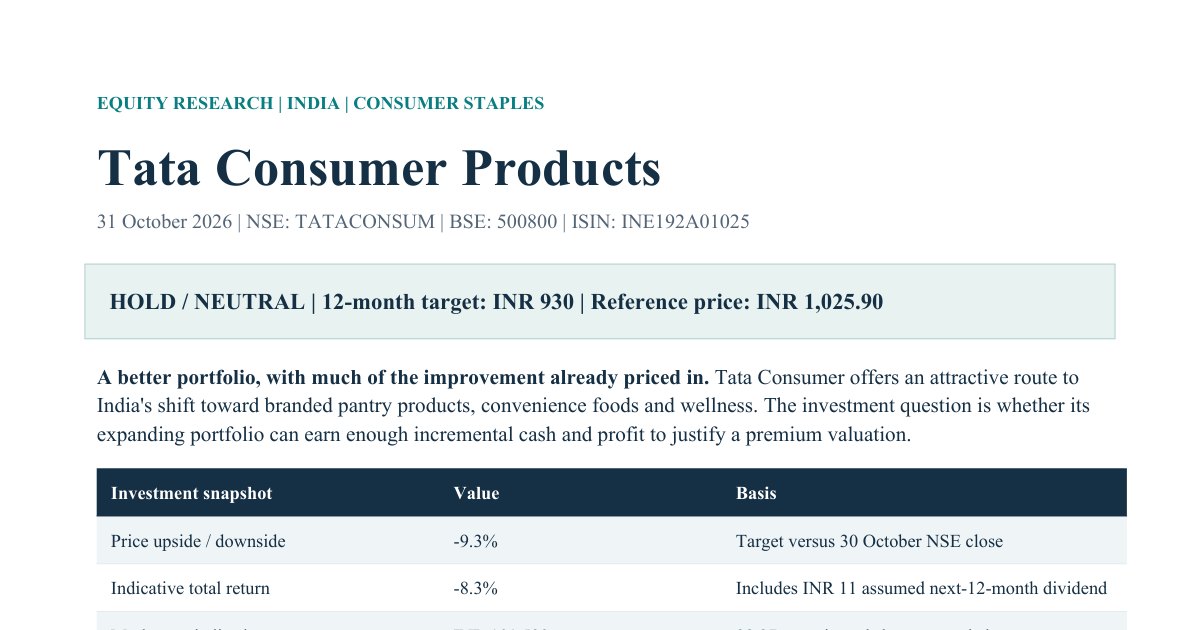 EQUITY RESEARCH | INDIA | CONSUMER STAPLES
Tata Consumer Products
31 October 2026 | NSE: TATACONSUM | BSE: 500800 | ISIN: INE192A01025
HOLD / NEUTRAL | 12-month target: INR 930 | Reference price: INR 1,025.90
A better portfolio, with much of the improvement already priced in. Tata Consumer offers an attractive route to
India's shift toward branded pantry products, convenience foods and wellness. The investment question is whether its
expanding portfolio can earn enough incremental cash and profit to justify a premium valuation.
Investment snapshot Value Basis
Price upside / downside -9.3% Target versus 30 October NSE close
Indicative total return -8.3% Includes INR 11 assumed next-12-month dividend